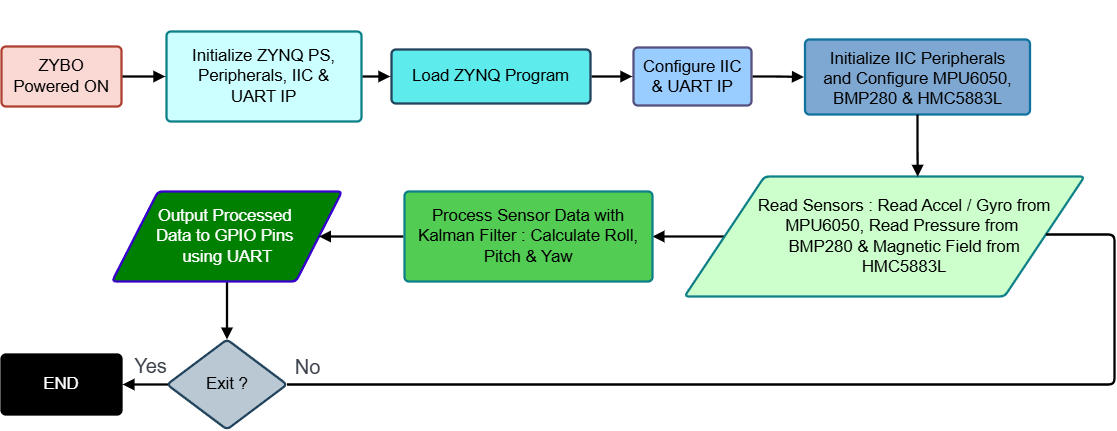 ZYBO
Powered ON
Initialize ZYNQ PS,
Peripherals, IIC &
UART IP
Load ZYNQ Program
Configure IIC
& UART IP
Initialize IIC Peripherals
and Configure MPU6050,
BMP280 & HMC5883L
Read Sensors : Read Accel / Gyro from
MPU6050, Read Pressure from
BMP280 & Magnetic Field from
HMC5883L
Process Sensor Data with
Kalman Filter : Calculate Roll,
Pitch & Yaw
Output Processed
Data to GPIO Pins
using UART
Exit ?
Yes
No
END